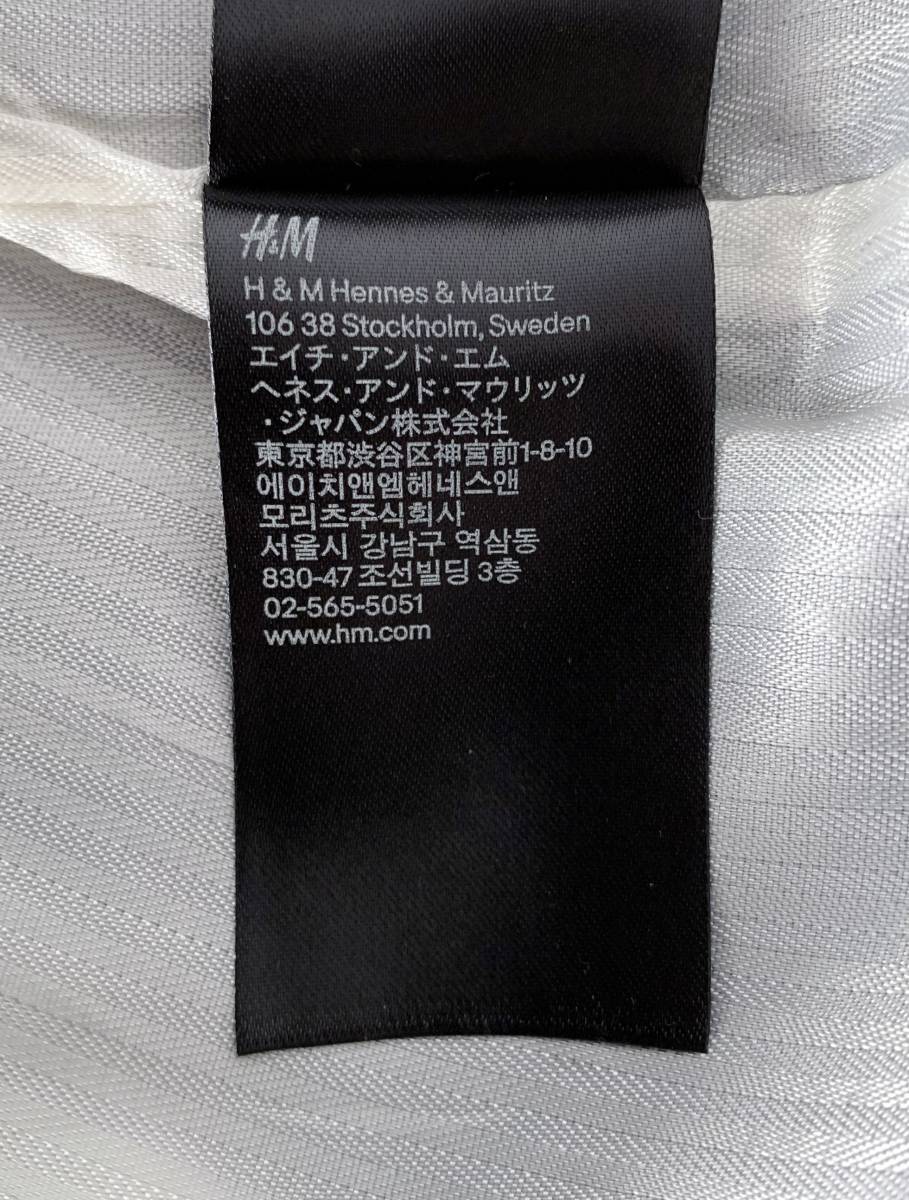 H&M
H & M Hennes & Mauritz
106 38 Stockholm, Sweden
エイチ・アンド・エム
ヘネス・アンド・マウリッツ
・ジャパン株式会社
東京都渋谷区神宮前1-8-10
에이치앤엠헤네스앤
모리츠주식회사
서울시 강남구 역삼동
830-47 조선빌딩 3층
02-565-5051
www.hm.com